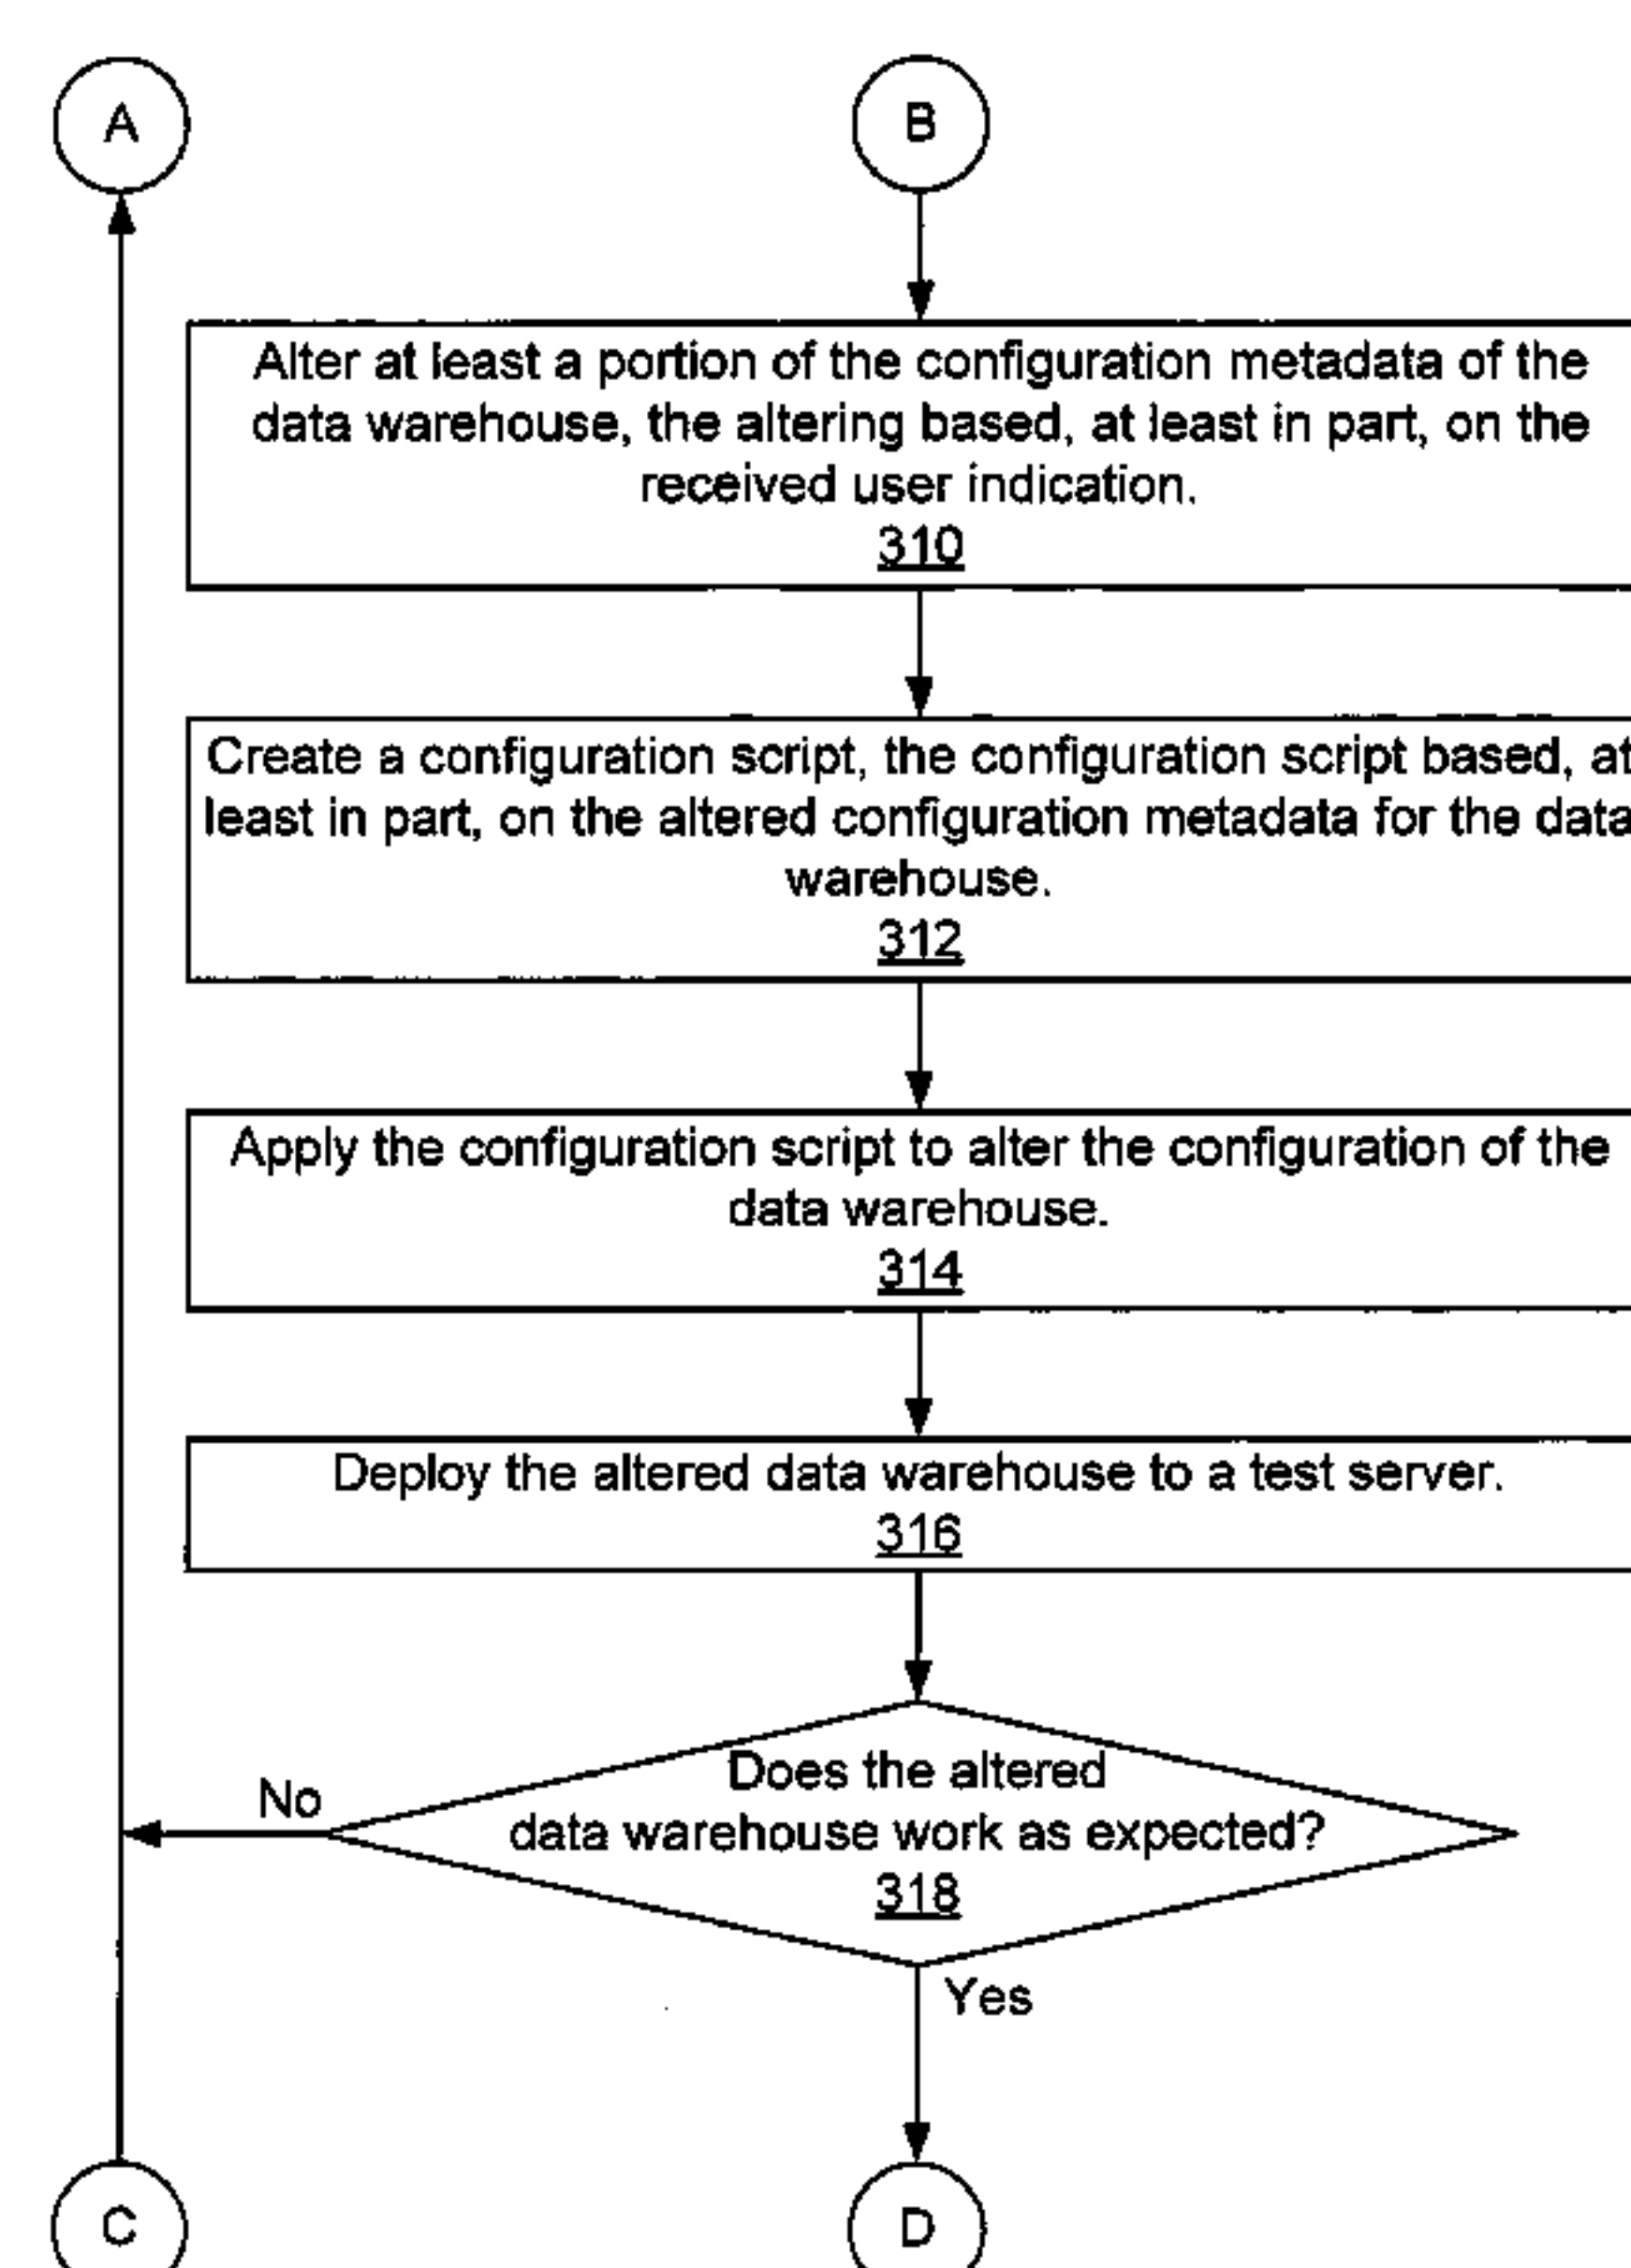 A
B
Alter at least a portion of the configuration metadata of the
data warehouse, the altering based, at least in part, on the
received user indication.
310
Create a configuration script, the configuration script based, at
least in part, on the altered configuration metadata for the data
warehouse.
312
Apply the configuration script to alter the configuration of the
data warehouse.
314
Deploy the altered data warehouse to a test server.
316
Does the altered
No
data warehouse work as expected?
318
Yes
C
D